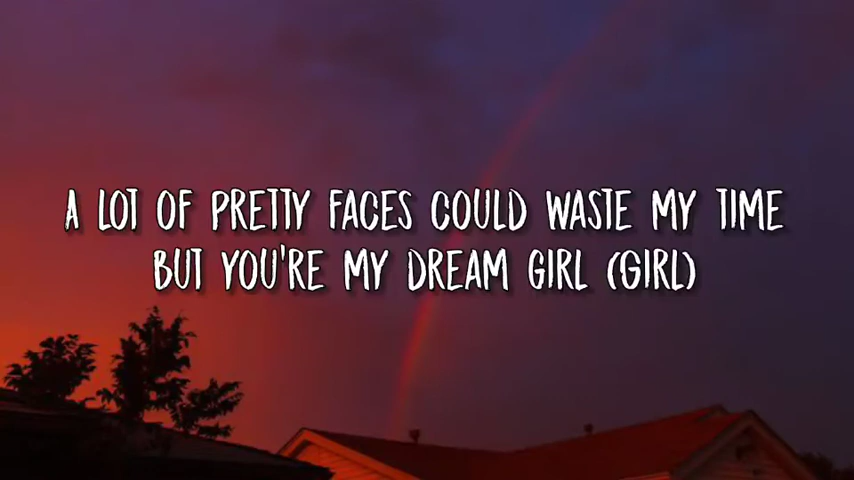 A LOT OF PRETTY FACES COULD WASTE MY TIME
BUT YOU'RE MY DREAM GIRL (GIRL)